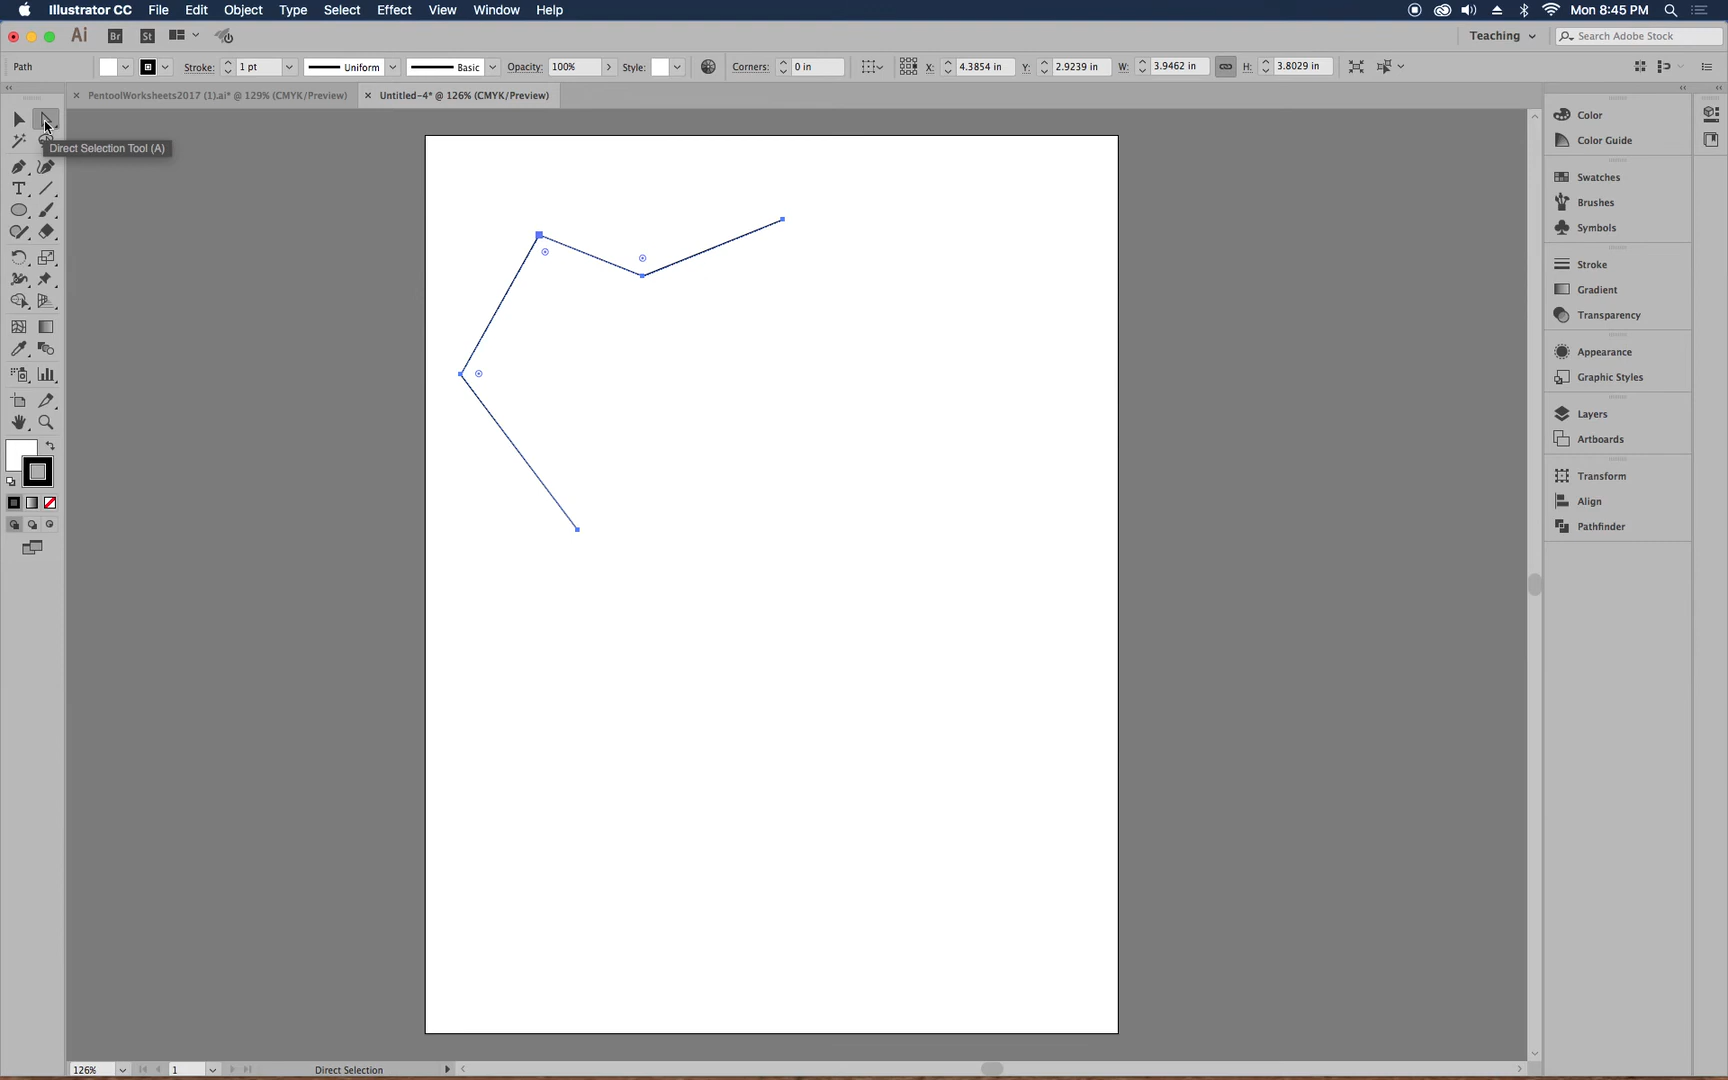 Illustrator CC File Edit Object Type Select Effect View Window Help Mon 8:45 PM
Ai Br St Teaching Search Adobe Stock
Path Stroke: 1 pt Uniform Basic Opacity: 100% Style: Corners: 0 in X: 4.3854 in Y: 2.9239 in W: 3.9462 in H: 3.8029 in
× PentoolWorksheets2017 (1).ai* @ 129% (CMYK/Preview) × Untitled-4* @ 126% (CMYK/Preview)
Direct Selection Tool (A)
T
Color
Color Guide
Swatches
Brushes
Symbols
Stroke
Gradient
Transparency
Appearance
Graphic Styles
Layers
Artboards
Transform
Align
Pathfinder
126% 1 Direct Selection